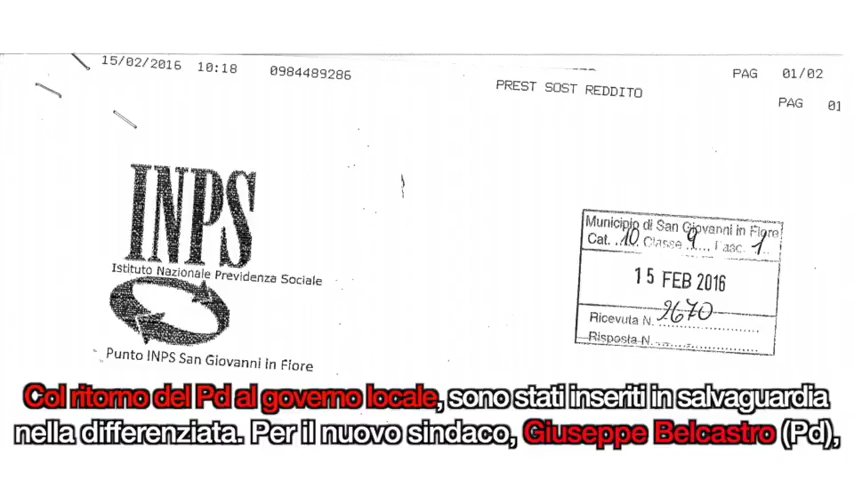 15/02/2016 10:18 0984489286
PREST SOST REDDITO
PAG 01/02
PAG 01
INPS
Istituto Nazionale Previdenza Sociale
Punto INPS San Giovanni in Fiore
Municipio di San Giovanni in Fiore
Cat. 10 Classe 9 Fasc. 1
15 FEB 2016
Ricevuta N. 2670
Risposta N.
Col ritorno del Pd al governo locale, sono stati inseriti in salvaguardia
nella differenziata. Per il nuovo sindaco, Giuseppe Belcastro (Pd),